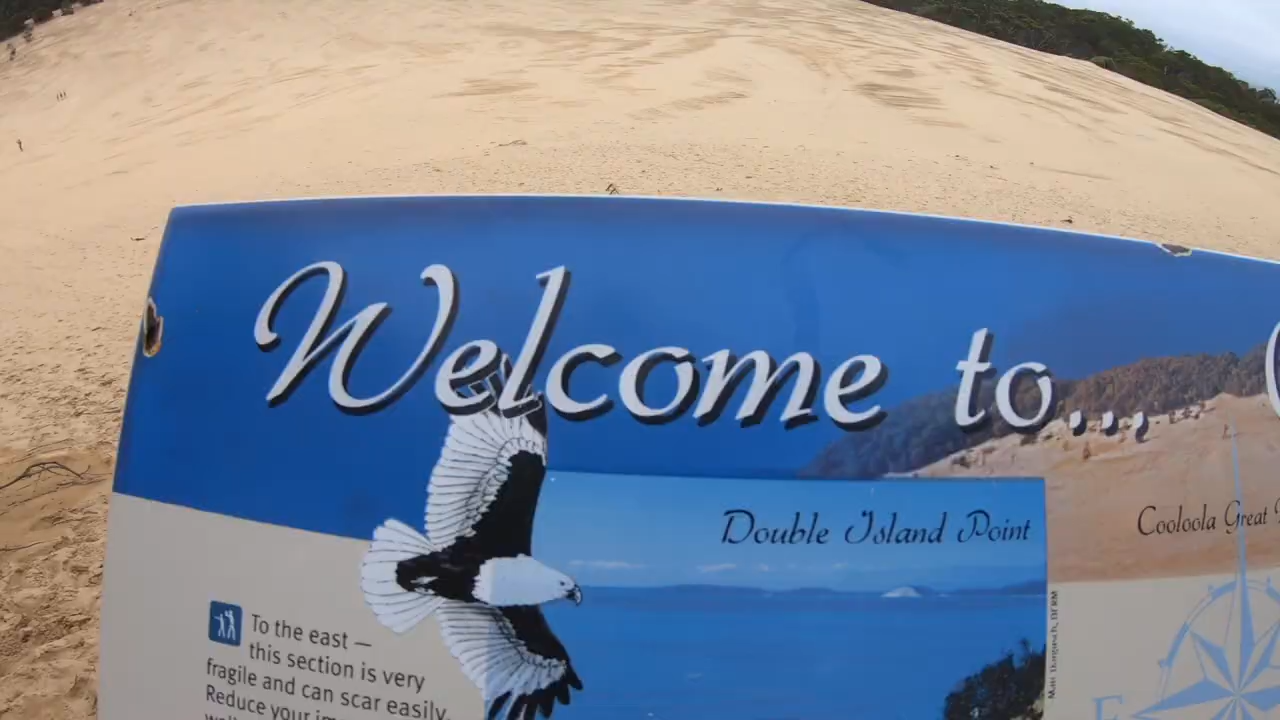 Welcome to...
Double Island Point
Cooloola Great
To the east —
this section is very
fragile and can scar easily.
Reduce your